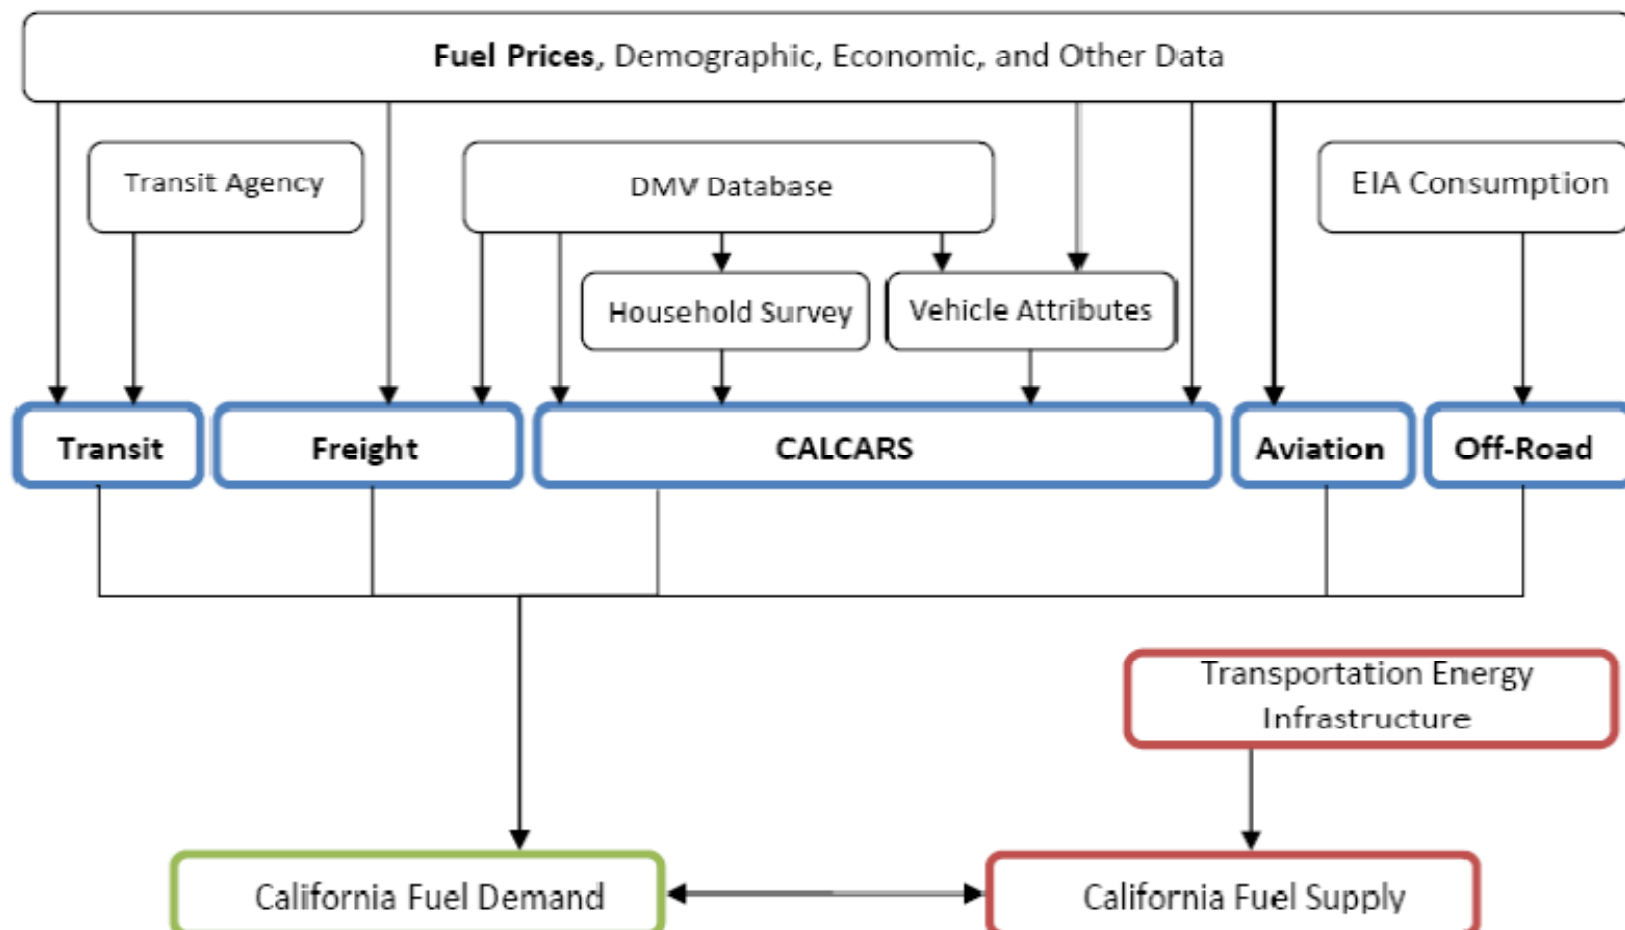 Fuel Prices, Demographic, Economic, and Other Data
Transit Agency
DMV Database
EIA Consumption
Household Survey
Vehicle Attributes
Transit
Freight
CALCARS
Aviation
Off-Road
Transportation Energy
Infrastructure
California Fuel Demand
California Fuel Supply